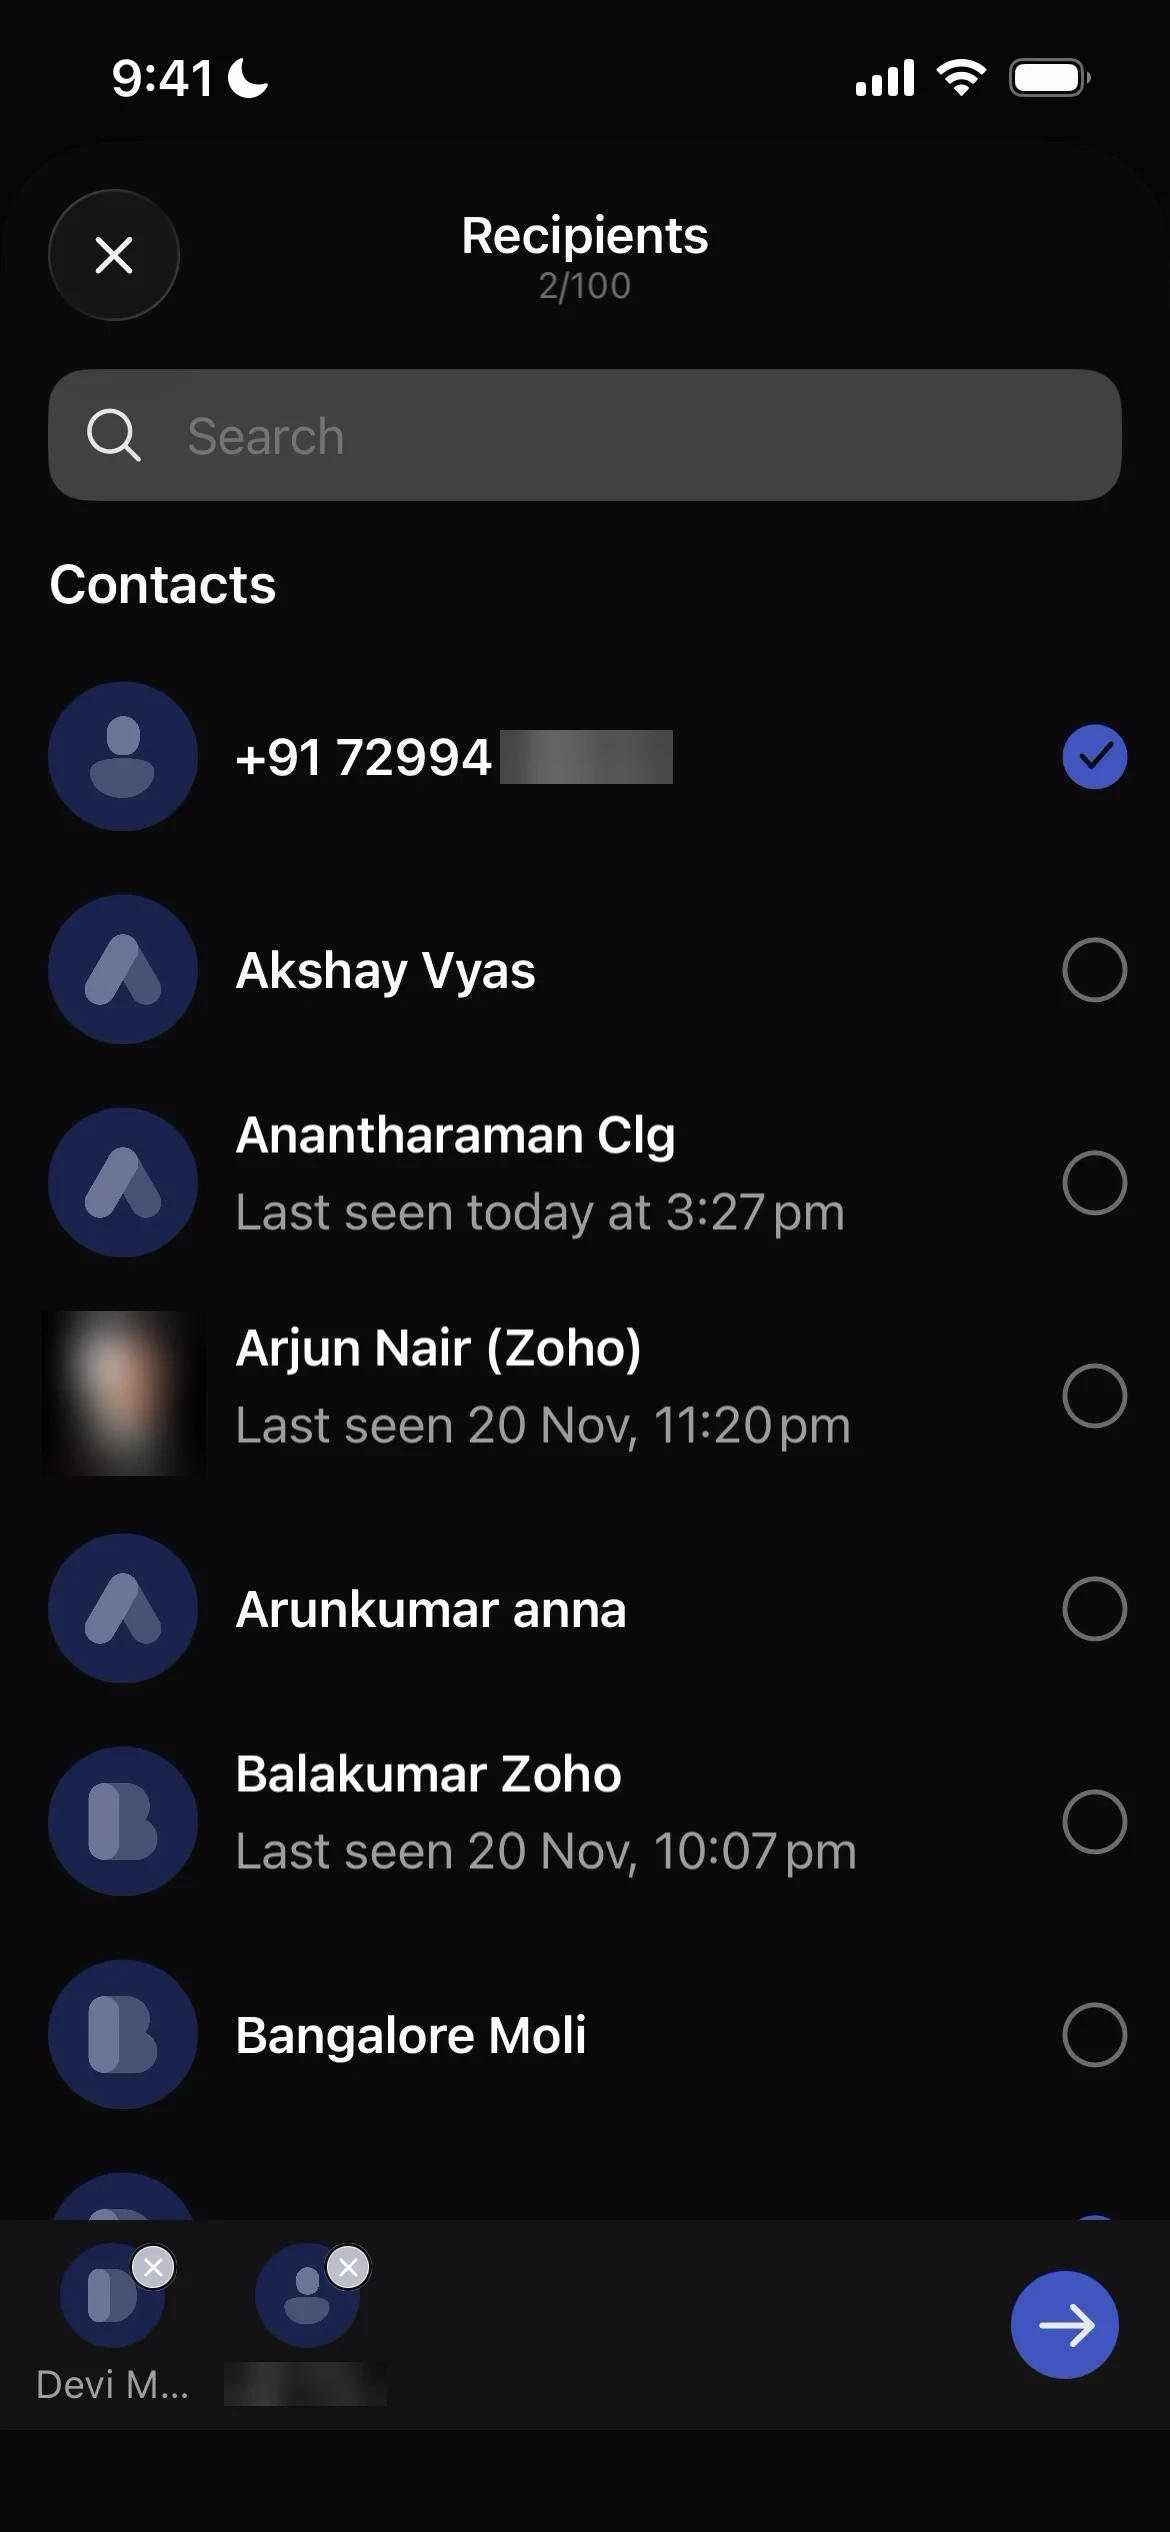 9:41
Recipients
2/100
Search
Contacts
+91 72994
Akshay Vyas
Anantharaman Clg
Last seen today at 3:27 pm
Arjun Nair (Zoho)
Last seen 20 Nov, 11:20 pm
Arunkumar anna
Balakumar Zoho
Last seen 20 Nov, 10:07 pm
Bangalore Moli
Devi M...